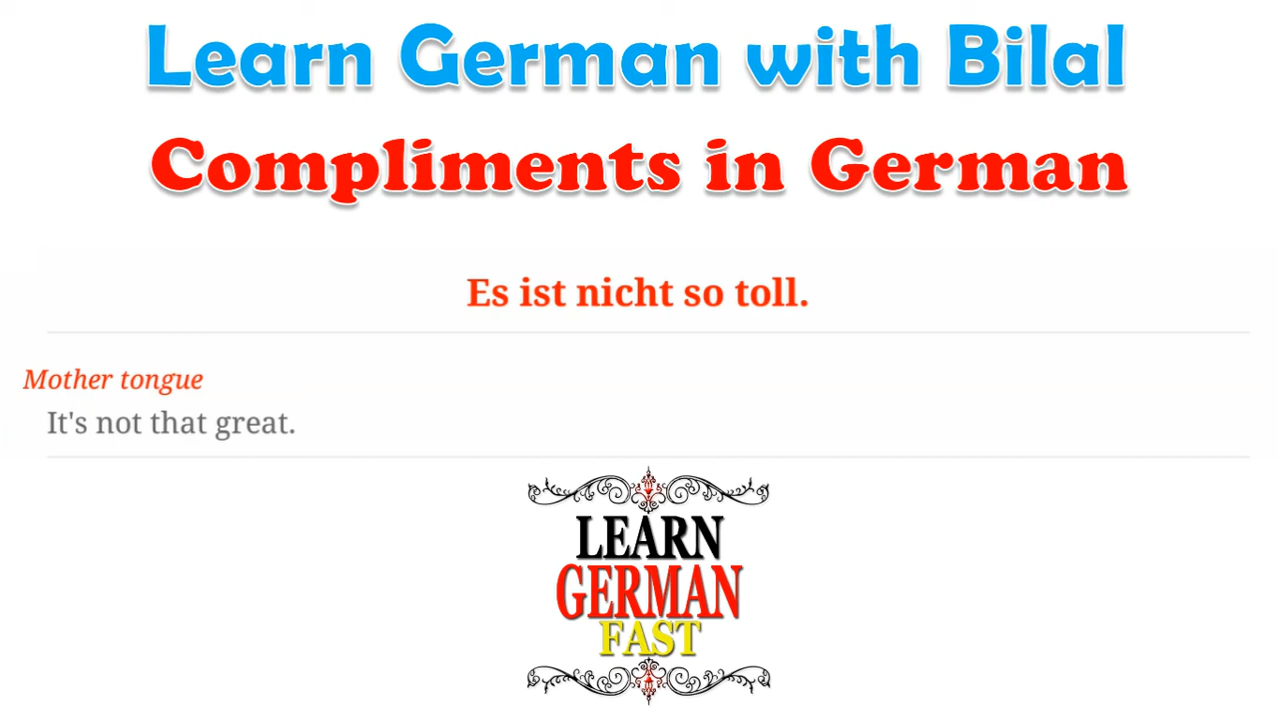 Learn German with Bilal
Compliments in German
Es ist nicht so toll.
Mother tongue
It's not that great.
LEARN
GERMAN
FAST